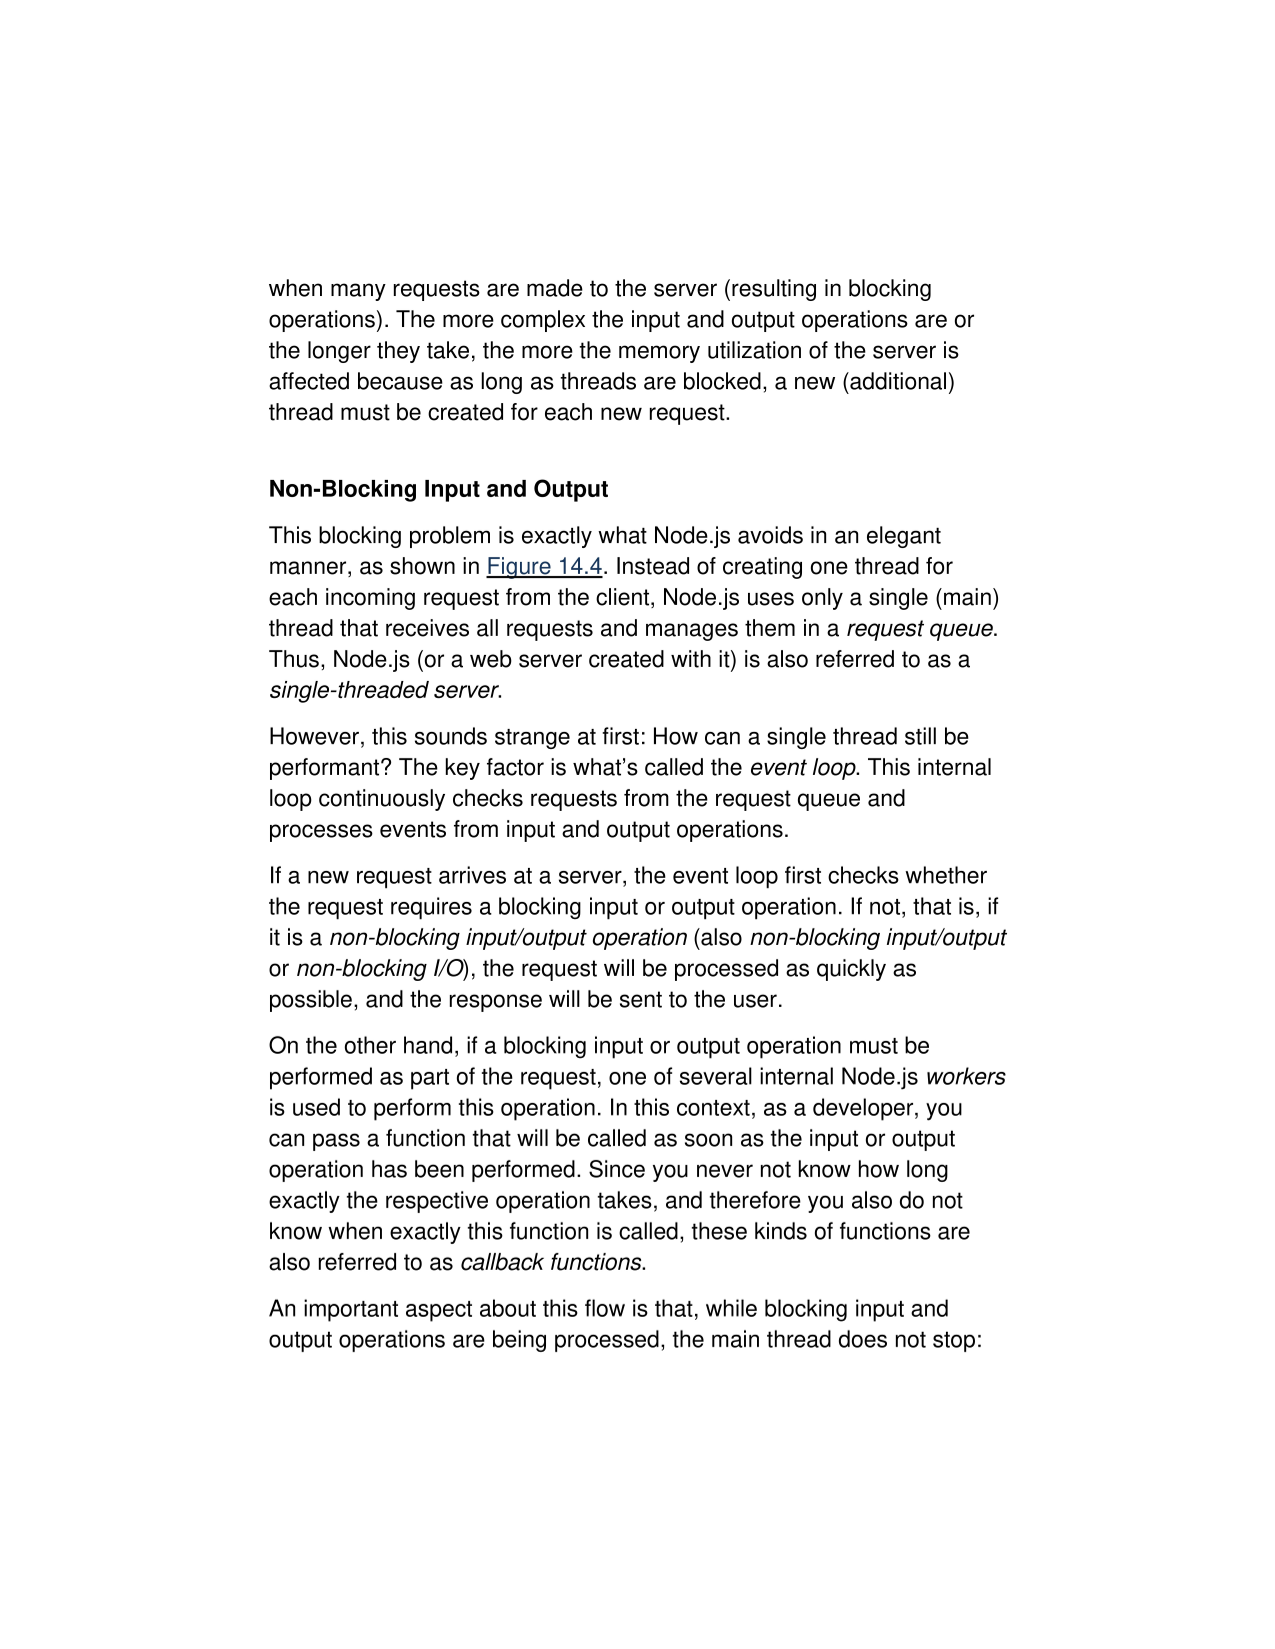 when many requests are made to the server (resulting in blocking
operations). The more complex the input and output operations are or
the longer they take, the more the memory utilization of the server is
affected because as long as threads are blocked, a new (additional)
thread must be created for each new request.
Non-Blocking Input and Output
This blocking problem is exactly what Node.js avoids in an elegant
manner, as shown in Figure 14.4. Instead of creating one thread for
each incoming request from the client, Node.js uses only a single (main)
thread that receives all requests and manages them in a request queue.
Thus, Node.js (or a web server created with it) is also referred to as a
single-threaded server.
However, this sounds strange at first: How can a single thread still be
performant? The key factor is what’s called the event loop. This internal
loop continuously checks requests from the request queue and
processes events from input and output operations.
If a new request arrives at a server, the event loop first checks whether
the request requires a blocking input or output operation. If not, that is, if
it is a non-blocking input/output operation (also non-blocking input/output
or non-blocking I/O), the request will be processed as quickly as
possible, and the response will be sent to the user.
On the other hand, if a blocking input or output operation must be
performed as part of the request, one of several internal Node.js workers
is used to perform this operation. In this context, as a developer, you
can pass a function that will be called as soon as the input or output
operation has been performed. Since you never not know how long
exactly the respective operation takes, and therefore you also do not
know when exactly this function is called, these kinds of functions are
also referred to as callback functions.
An important aspect about this flow is that, while blocking input and
output operations are being processed, the main thread does not stop: